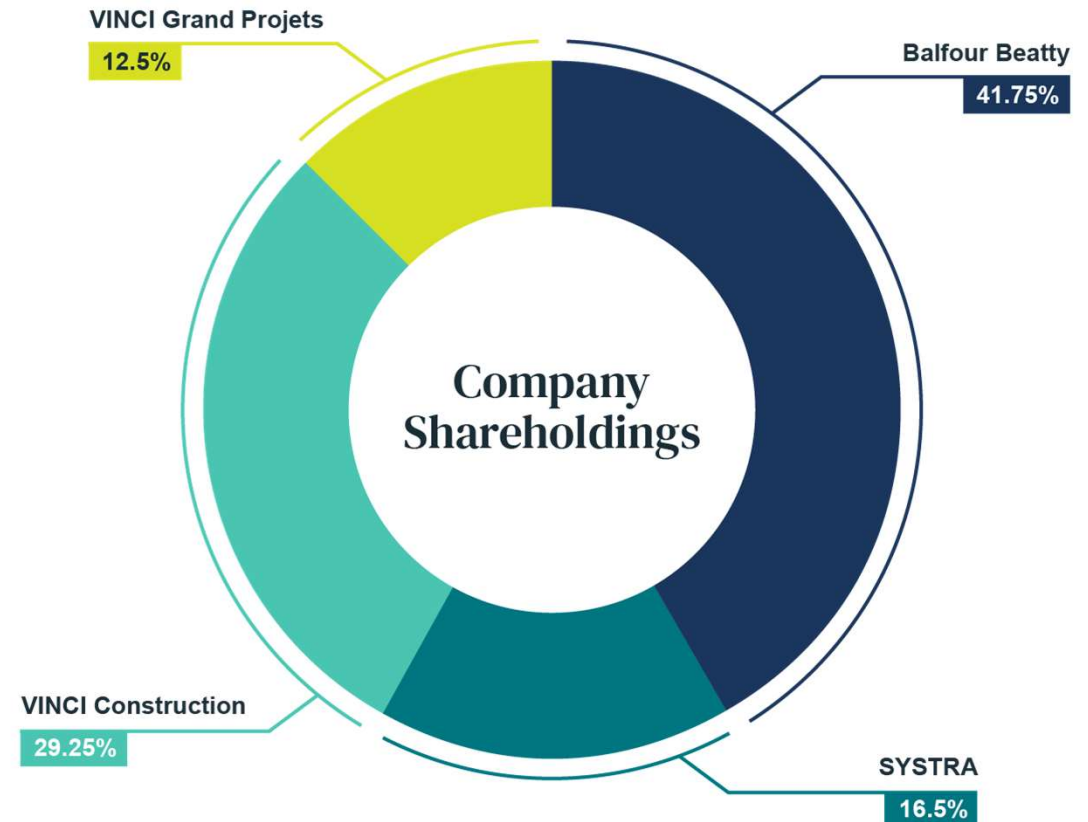 VINCI Grand Projets
12.5%
Balfour Beatty
41.75%
Company
Shareholdings
VINCI Construction
29.25%
SYSTRA
16.5%